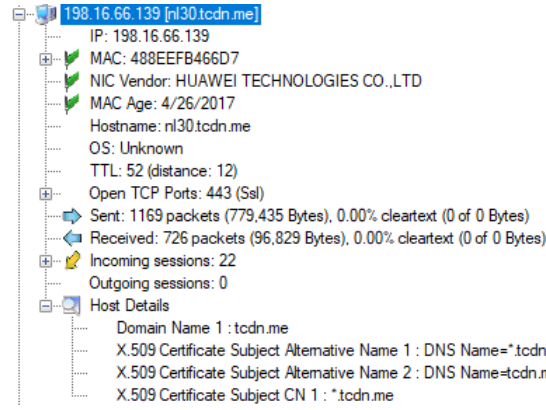 198.16.66.139 [nl30.tcdn.me]
IP: 198.16.66.139
MAC: 488EEFB466D7
NIC Vendor: HUAWEI TECHNOLOGIES CO.,LTD
MAC Age: 4/26/2017
Hostname: nl30.tcdn.me
OS: Unknown
TTL: 52 (distance: 12)
Open TCP Ports: 443 (Ssl)
Sent: 1169 packets (779,435 Bytes), 0.00% cleartext (0 of 0 Bytes)
Received: 726 packets (96,829 Bytes), 0.00% cleartext (0 of 0 Bytes)
Incoming sessions: 22
Outgoing sessions: 0
Host Details
Domain Name 1 : tcdn.me
X.509 Certificate Subject Alternative Name 1 : DNS Name=*.tcdn
X.509 Certificate Subject Alternative Name 2 : DNS Name=tcdn.
X.509 Certificate Subject CN 1 : *.tcdn.me